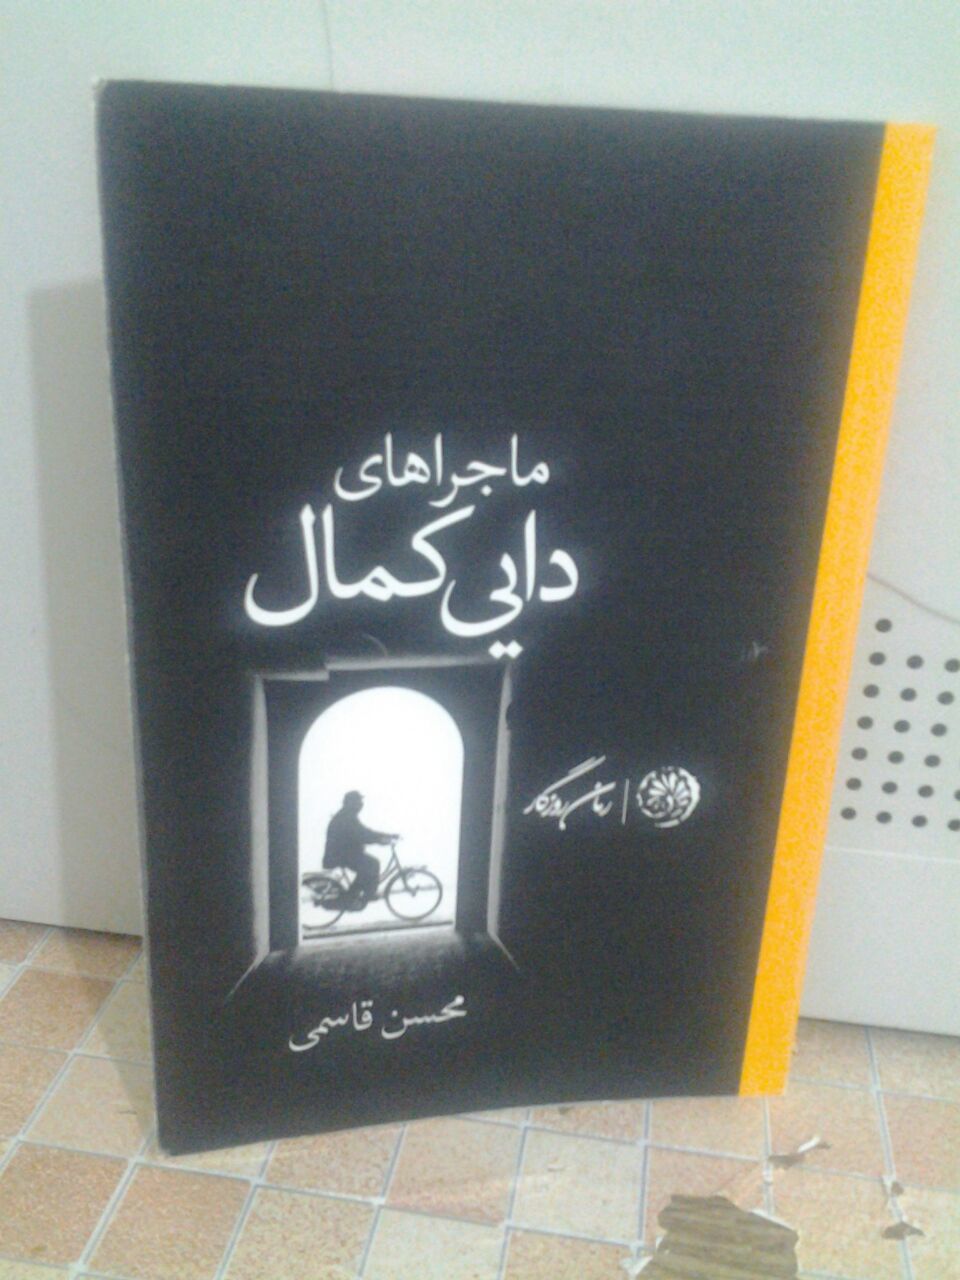 ماجراهای
دایی کمال
رمان روزگار
محسن قاسمی